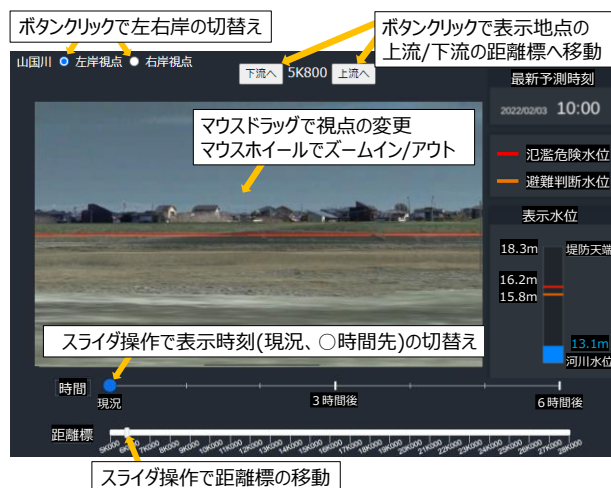 ボタンクリックで左右岸の切替え
ボタンクリックで表示地点の
上流/下流の距離標へ移動
山国川 左岸視点 右岸視点
下流へ 5K800 上流へ
最新予測時刻
2022/02/03 10:00
マウスドラッグで視点の変更
マウスホイールでズームイン/アウト
氾濫危険水位
避難判断水位
表示水位
18.3m 堤防天端
16.2m
15.8m
13.1m
河川水位
スライダ操作で表示時刻(現況、○時間先)の切替え
時間
現況 3時間後 6時間後
距離標
5K000 6K000 7K000 8K000 9K000 10K000 11K000 12K000 13K000 14K000 15K000 16K000 17K000 18K000 19K000 20K000 21K000 22K000 23K000 24K000 25K000 26K000 27K000 28K000
スライダ操作で距離標の移動